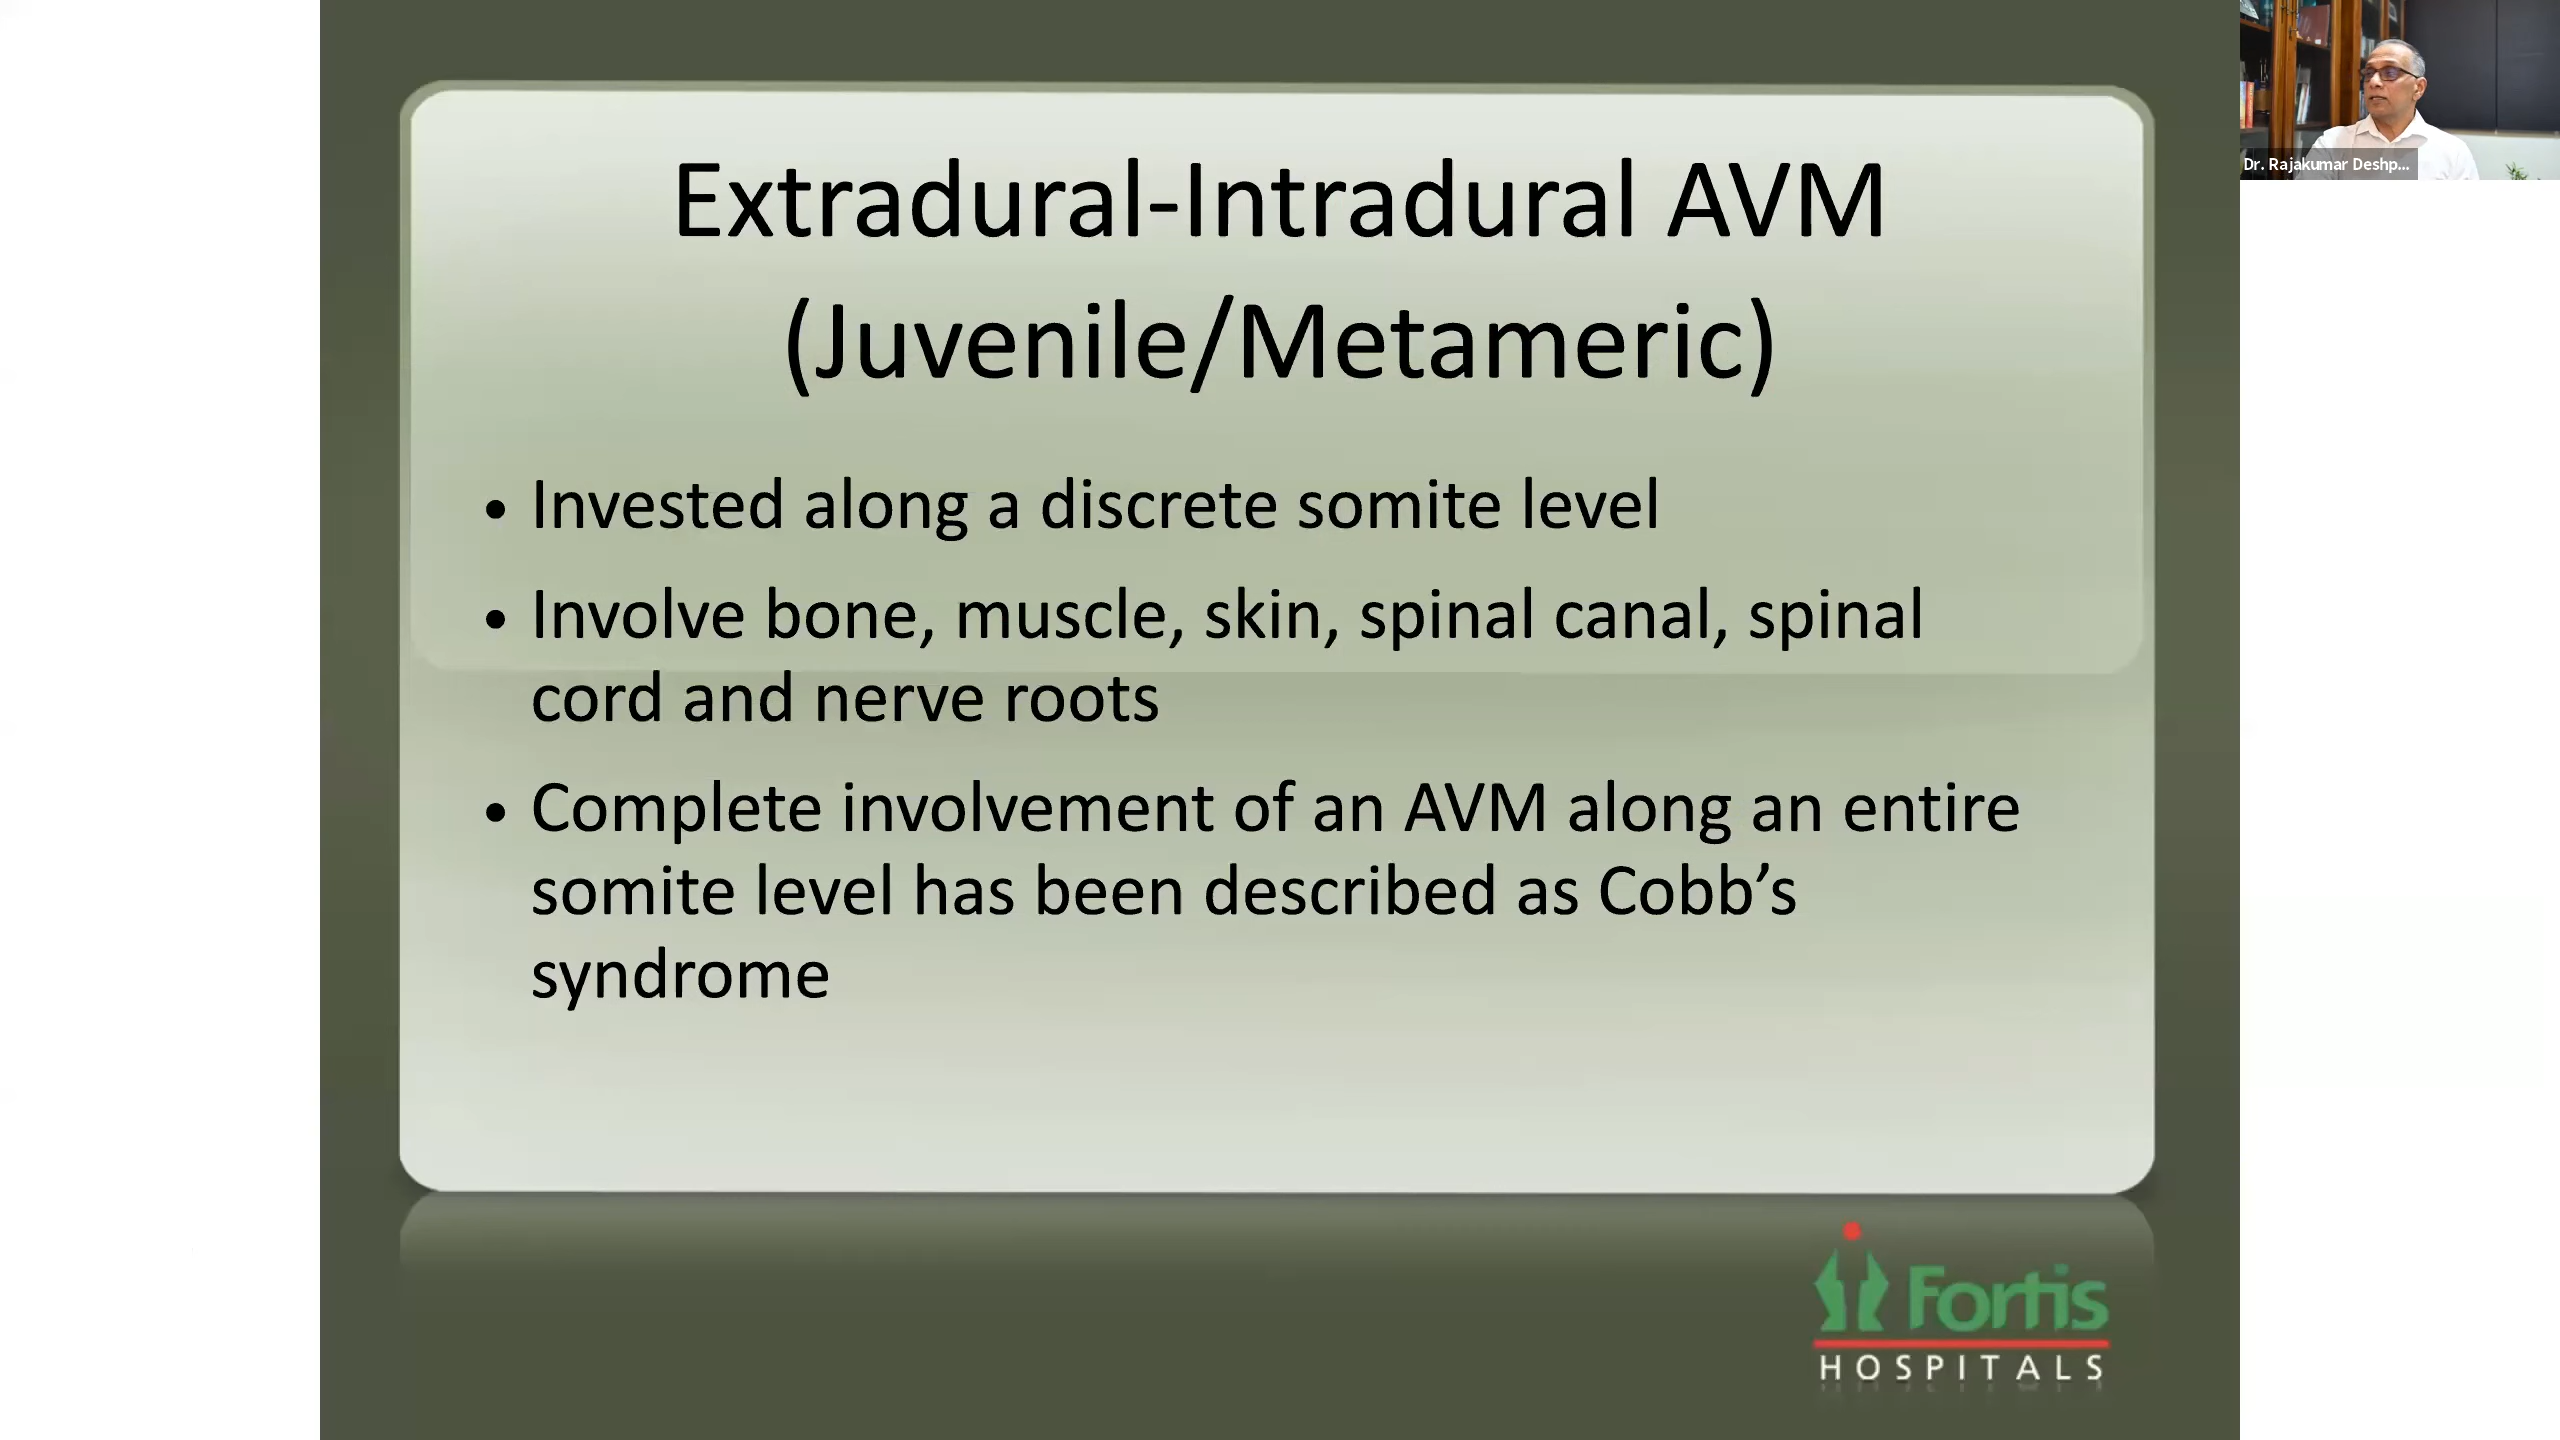 Extradural-Intradural AVM
(Juvenile/Metameric)
• Invested along a discrete somite level
• Involve bone, muscle, skin, spinal canal, spinal
cord and nerve roots
• Complete involvement of an AVM along an entire
somite level has been described as Cobb’s
syndrome
Dr. Rajakumar Deshp...
Fortis
HOSPITALS